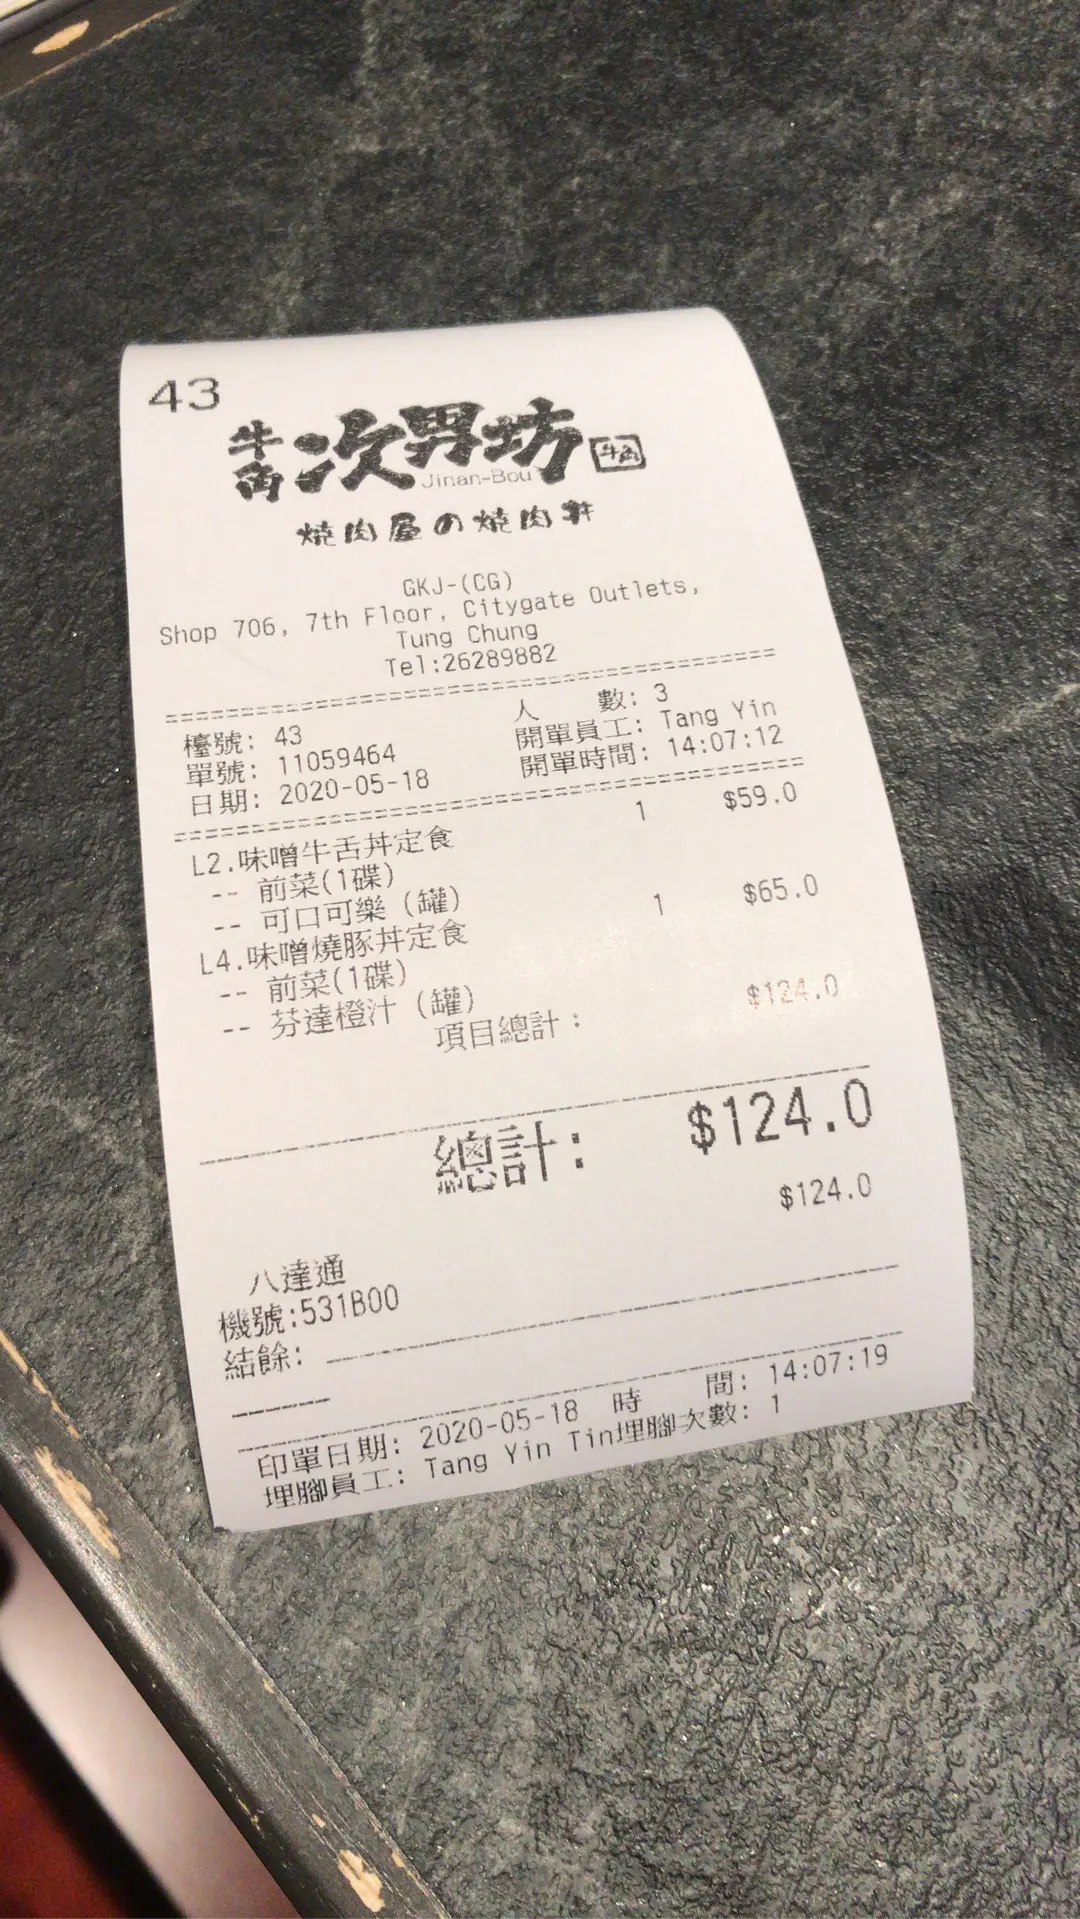 43
牛角 次男坊 牛角
Jinan-Bou
焼肉屋の焼肉丼
GKJ-(CG)
Shop 706, 7th Floor, Citygate Outlets,
Tung Chung
Tel:26289882
檯號: 43 人 數: 3
單號: 11059464 開單員工: Tang Yin
日期: 2020-05-18 開單時間: 14:07:12
L2.味噌牛舌丼定食 1 $59.0
-- 前菜(1碟)
-- 可口可樂 (罐)
L4.味噌燒豚丼定食 1 $65.0
-- 前菜(1碟)
-- 芬達橙汁 (罐)
項目總計: $124.0
總計: $124.0
八達通 $124.0
機號:531B00
結餘:
印單日期: 2020-05-18 時 間: 14:07:19
埋腳員工: Tang Yin Tin埋腳次數: 1